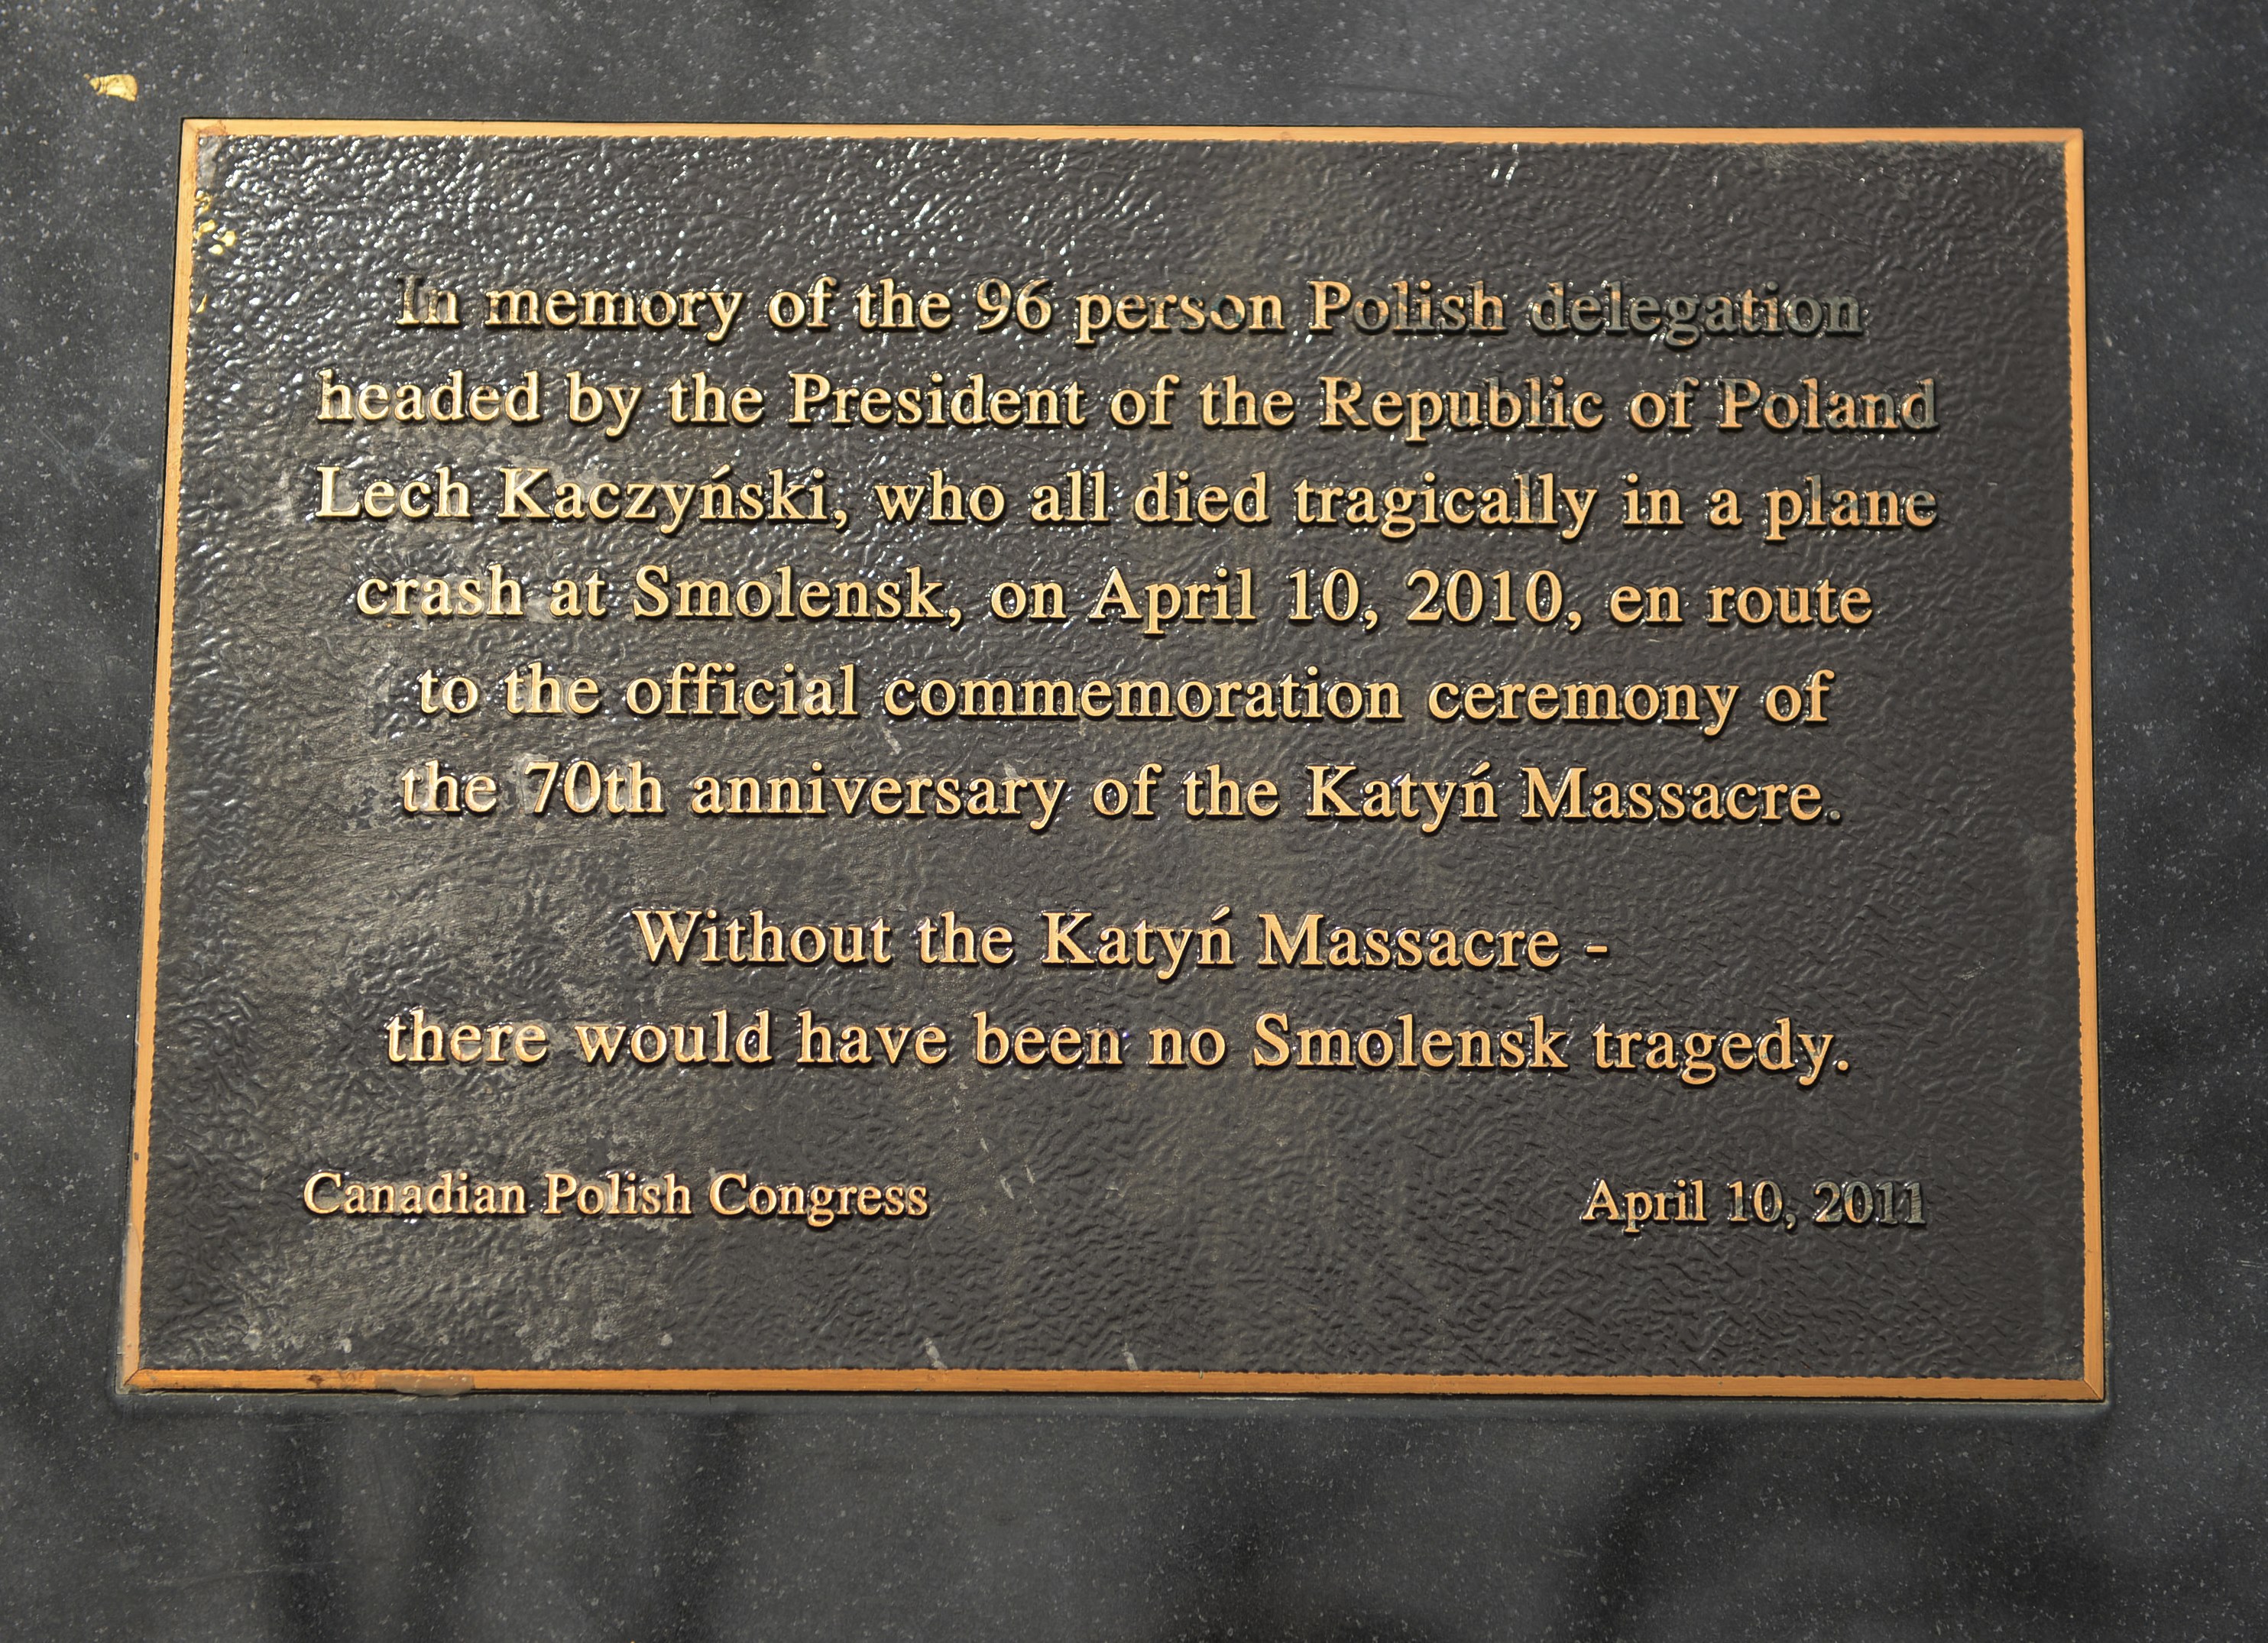 In memory of the 96 person Polish delegation
headed by the President of the Republic of Poland
Lech Kaczyński, who all died tragically in a plane
crash at Smolensk, on April 10, 2010, en route
to the official commemoration ceremony of
the 70th anniversary of the Katyń Massacre.
Without the Katyń Massacre -
there would have been no Smolensk tragedy.
Canadian Polish Congress April 10, 2011